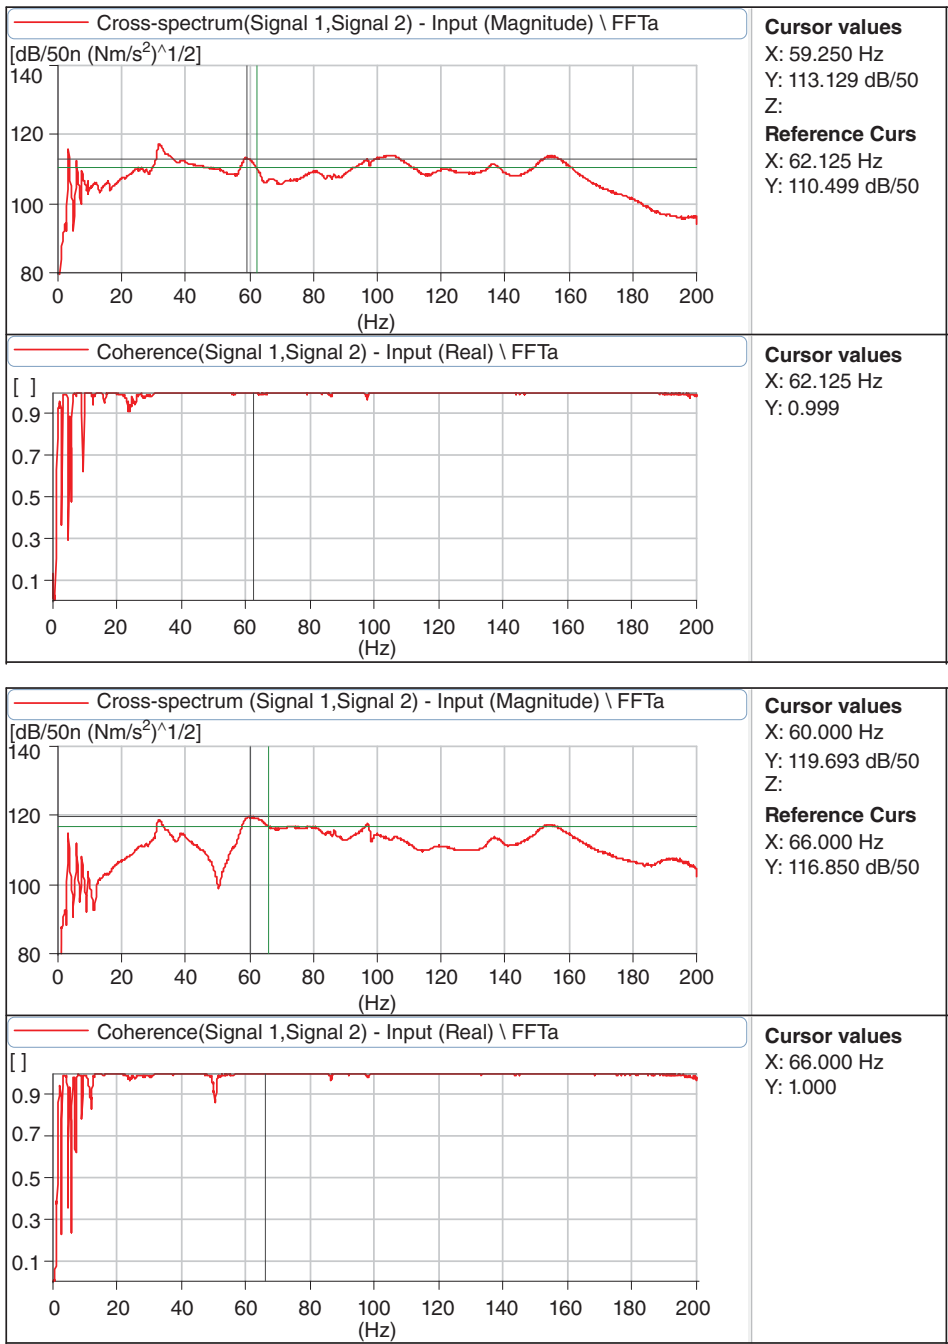 Cross-spectrum(Signal 1,Signal 2) - Input (Magnitude) \ FFTa
[dB/50n (Nm/s²)^1/2]
140
120
100
80
0 20 40 60 80 100 120 140 160 180 200
(Hz)
Cursor values
X: 59.250 Hz
Y: 113.129 dB/50
Z:
Reference Curs
X: 62.125 Hz
Y: 110.499 dB/50
Coherence(Signal 1,Signal 2) - Input (Real) \ FFTa
[ ]
0.9
0.7
0.5
0.3
0.1
0 20 40 60 80 100 120 140 160 180 200
(Hz)
Cursor values
X: 62.125 Hz
Y: 0.999
Cross-spectrum (Signal 1,Signal 2) - Input (Magnitude) \ FFTa
[dB/50n (Nm/s²)^1/2]
140
120
100
80
0 20 40 60 80 100 120 140 160 180 200
(Hz)
Cursor values
X: 60.000 Hz
Y: 119.693 dB/50
Z:
Reference Curs
X: 66.000 Hz
Y: 116.850 dB/50
Coherence(Signal 1,Signal 2) - Input (Real) \ FFTa
[ ]
0.9
0.7
0.5
0.3
0.1
0 20 40 60 80 100 120 140 160 180 200
(Hz)
Cursor values
X: 66.000 Hz
Y: 1.000